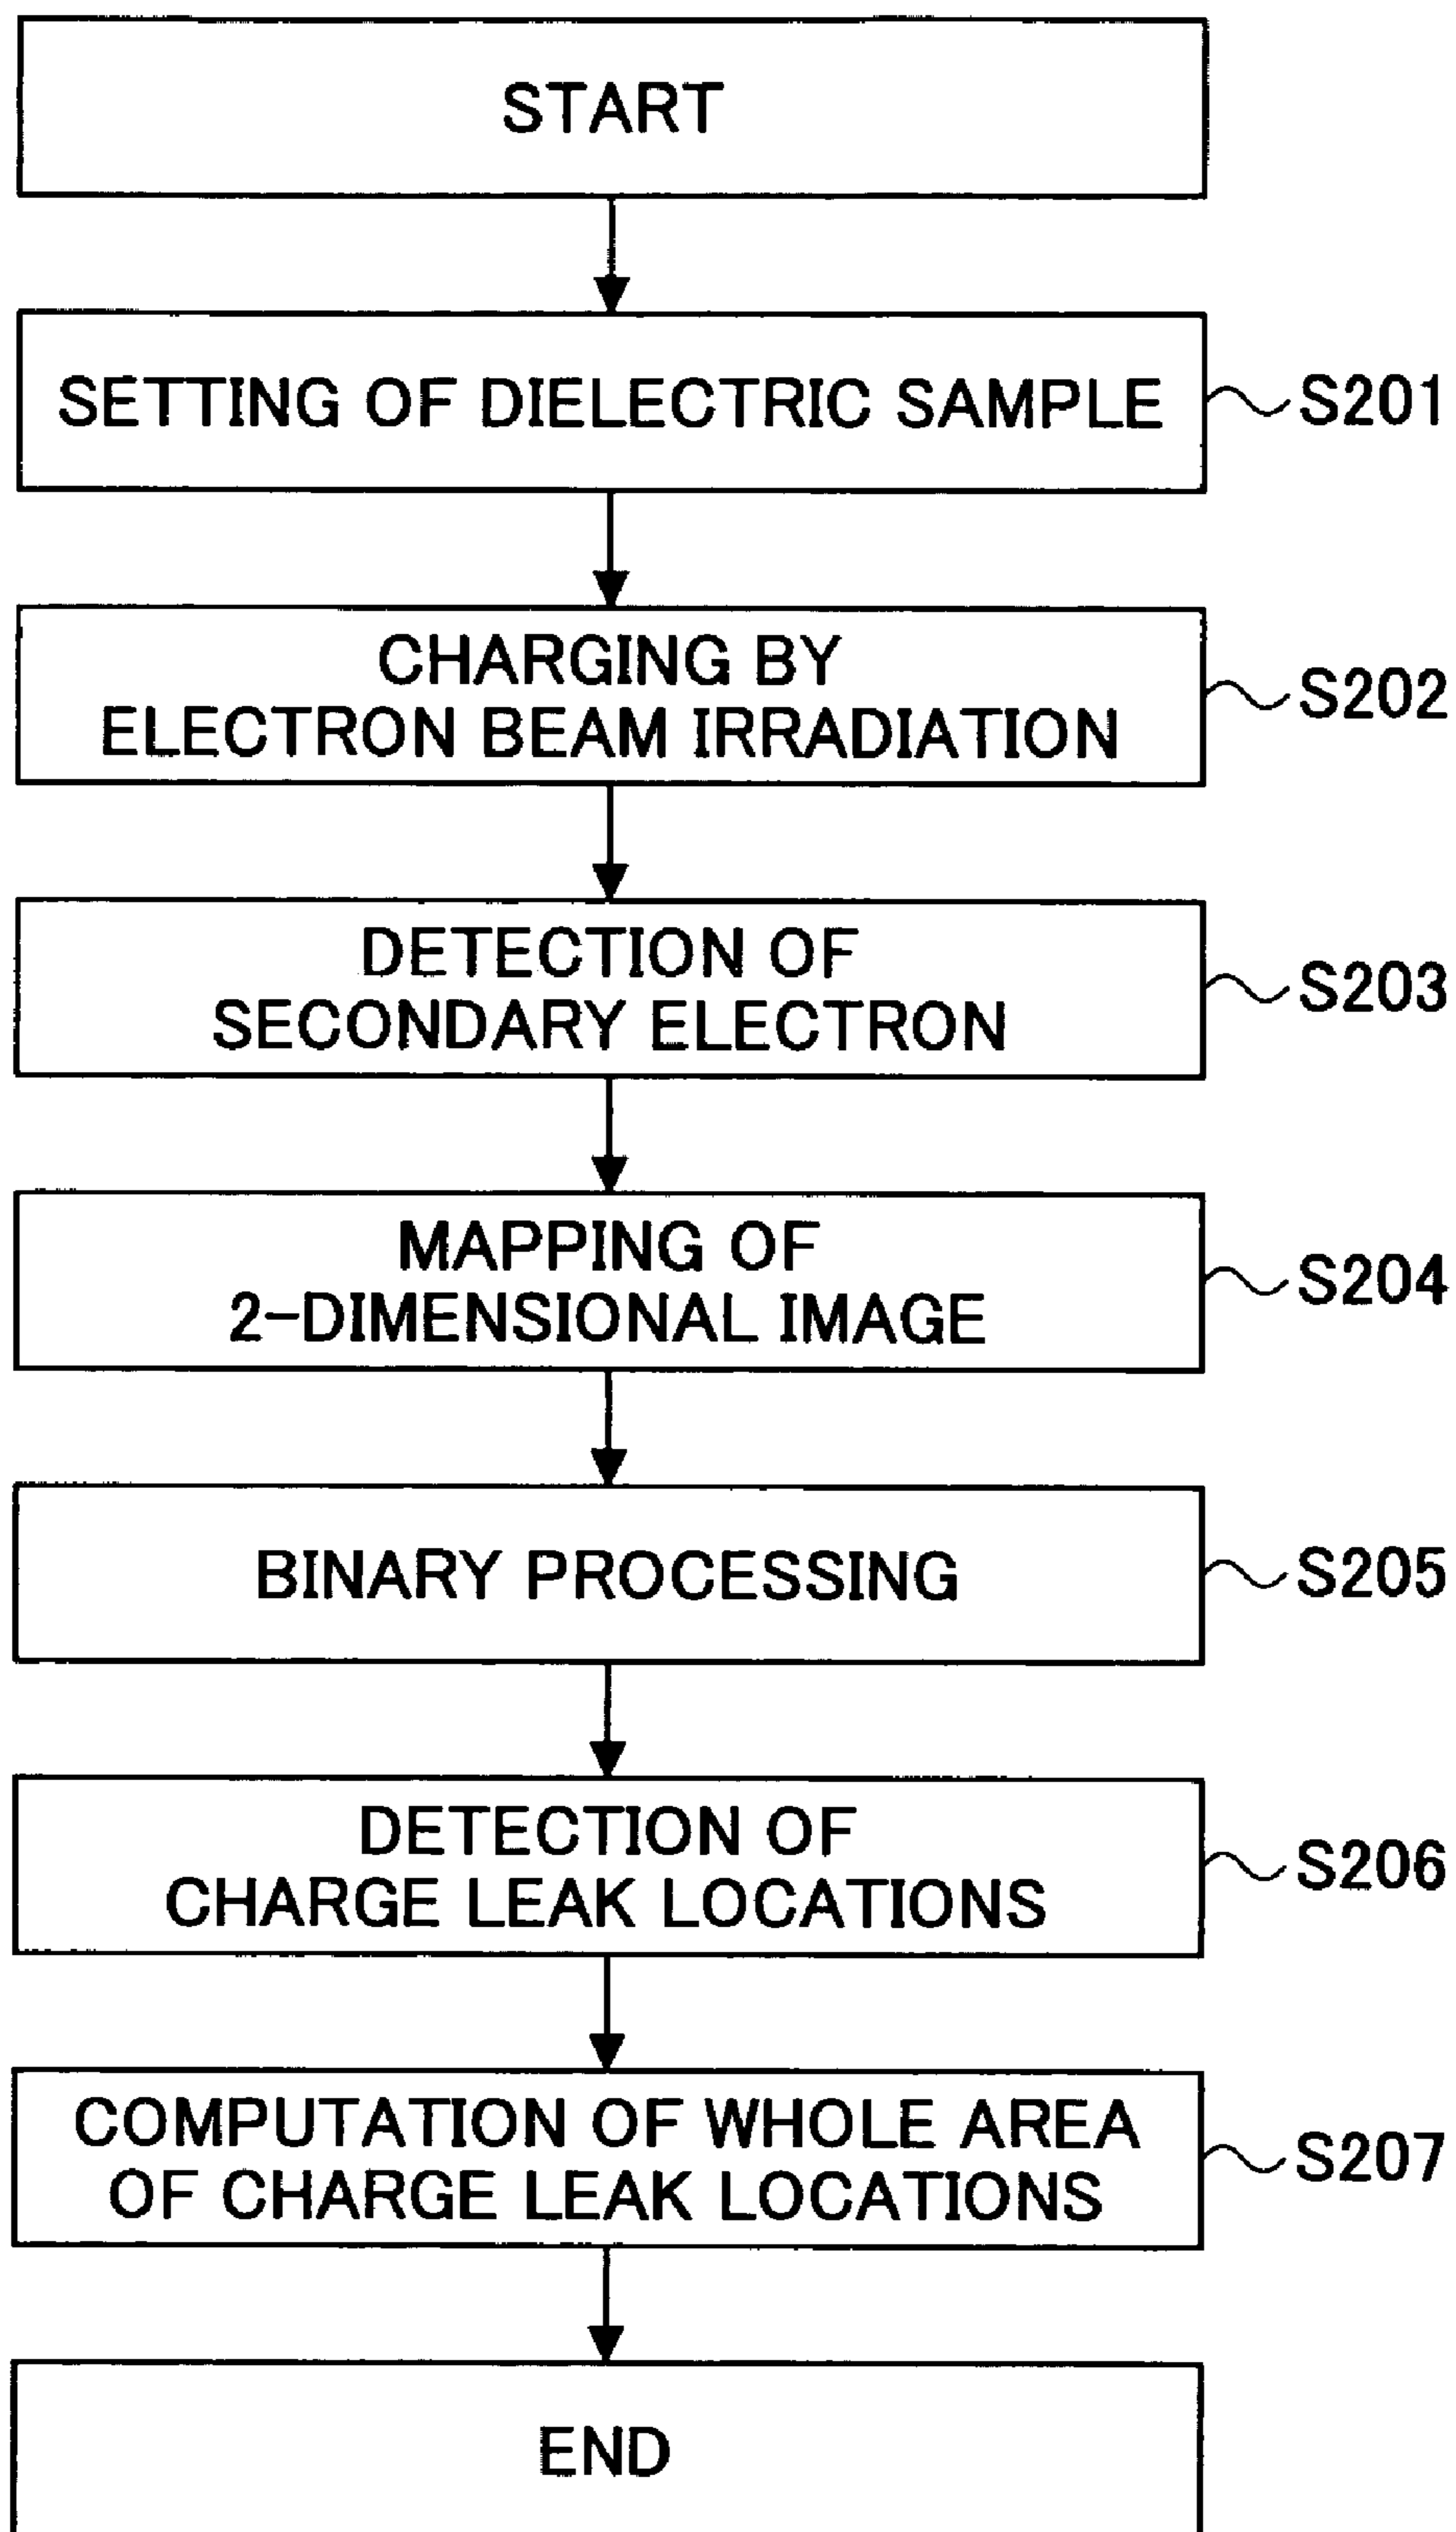 START
SETTING OF DIELECTRIC SAMPLE
S201
CHARGING BY
ELECTRON BEAM IRRADIATION
S202
DETECTION OF
SECONDARY ELECTRON
S203
MAPPING OF
2-DIMENSIONAL IMAGE
S204
BINARY PROCESSING
S205
DETECTION OF
CHARGE LEAK LOCATIONS
S206
COMPUTATION OF WHOLE AREA
OF CHARGE LEAK LOCATIONS
S207
END